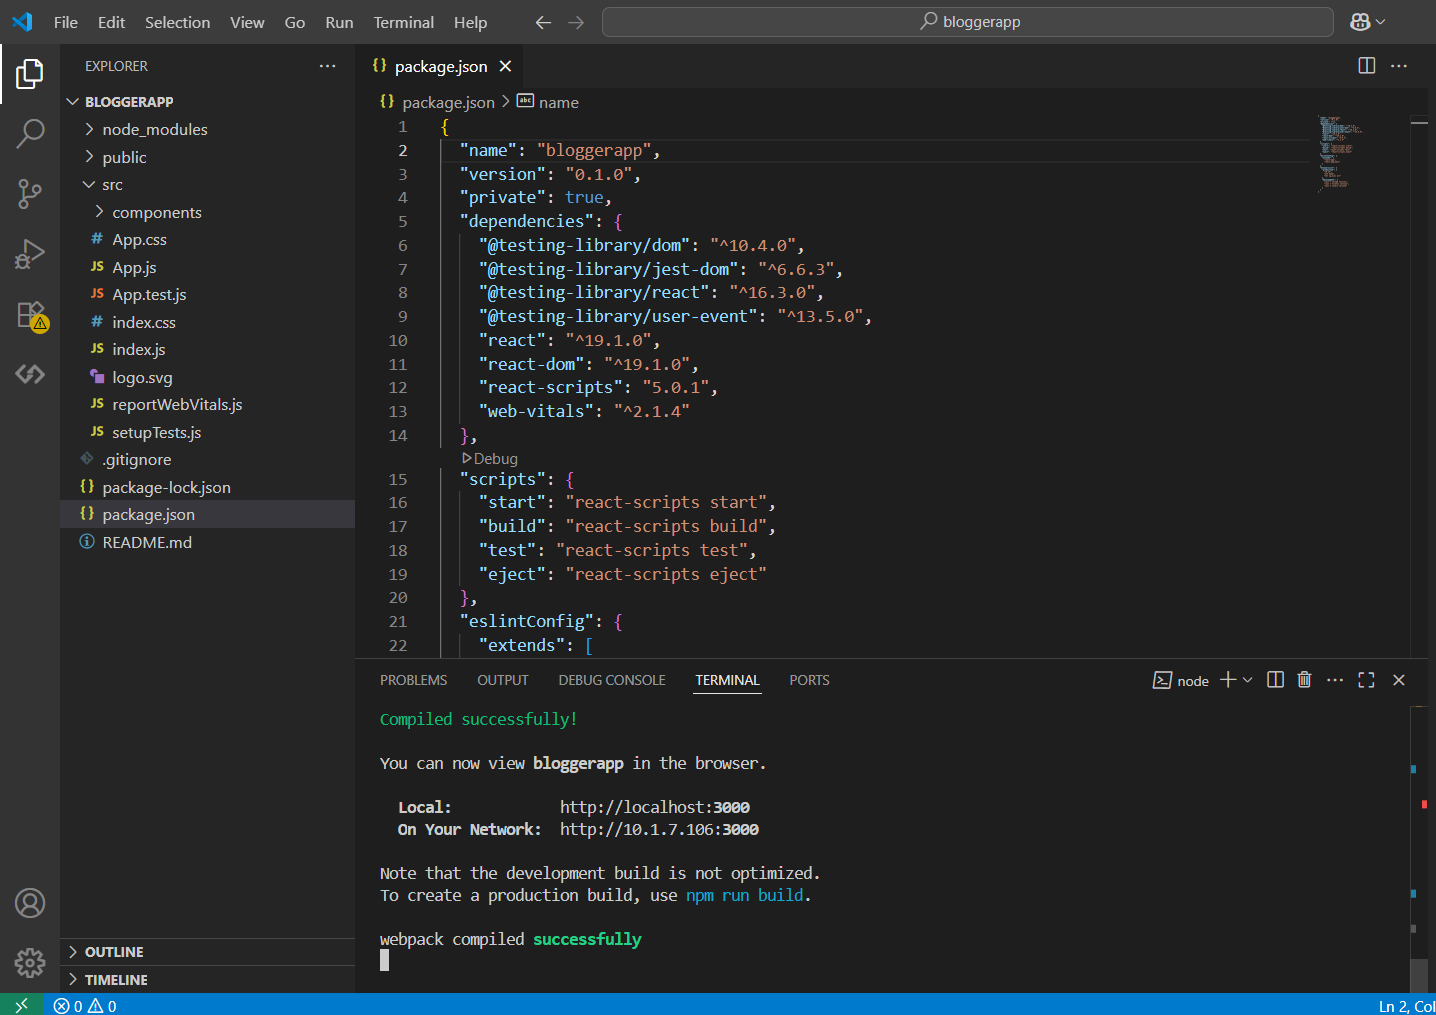 File Edit Selection View Go Run Terminal Help bloggerapp
EXPLORER
BLOGGERAPP
node_modules
public
src
components
# App.css
JS App.js
JS App.test.js
# index.css
JS index.js
logo.svg
JS reportWebVitals.js
JS setupTests.js
.gitignore
{} package-lock.json
{} package.json
README.md
OUTLINE
TIMELINE
{} package.json
{} package.json > abc name
1 {
2 "name": "bloggerapp",
3 "version": "0.1.0",
4 "private": true,
5 "dependencies": {
6 "@testing-library/dom": "^10.4.0",
7 "@testing-library/jest-dom": "^6.6.3",
8 "@testing-library/react": "^16.3.0",
9 "@testing-library/user-event": "^13.5.0",
10 "react": "^19.1.0",
11 "react-dom": "^19.1.0",
12 "react-scripts": "5.0.1",
13 "web-vitals": "^2.1.4"
14 },
Debug
15 "scripts": {
16 "start": "react-scripts start",
17 "build": "react-scripts build",
18 "test": "react-scripts test",
19 "eject": "react-scripts eject"
20 },
21 "eslintConfig": {
22 "extends": [
PROBLEMS OUTPUT DEBUG CONSOLE TERMINAL PORTS node
Compiled successfully!
You can now view bloggerapp in the browser.
Local: http://localhost:3000
On Your Network: http://10.1.7.106:3000
Note that the development build is not optimized.
To create a production build, use npm run build.
webpack compiled successfully
0 0 Ln 2, Col